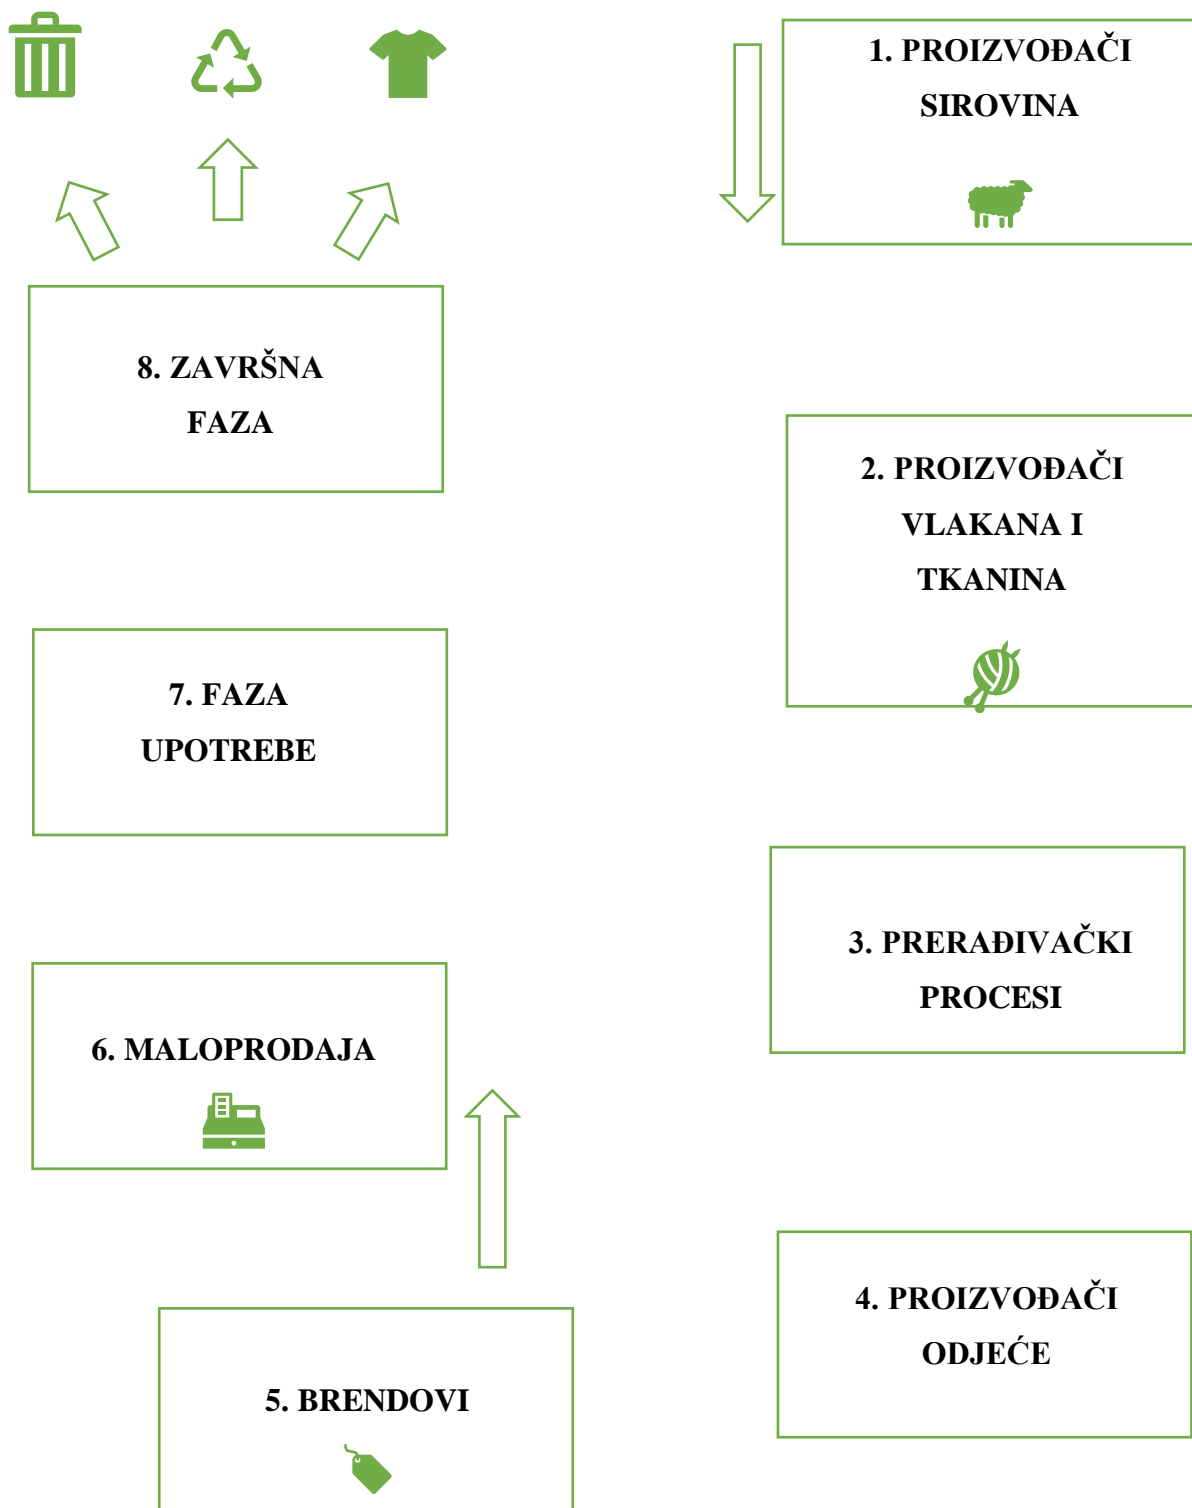 1. PROIZVOĐAČI
SIROVINA
2. PROIZVOĐAČI
VLAKANA I
TKANINA
3. PRERAĐIVAČKI
PROCESI
4. PROIZVOĐAČI
ODJEĆE
5. BRENDOVI
6. MALOPRODAJA
7. FAZA
UPOTREBE
8. ZAVRŠNA
FAZA